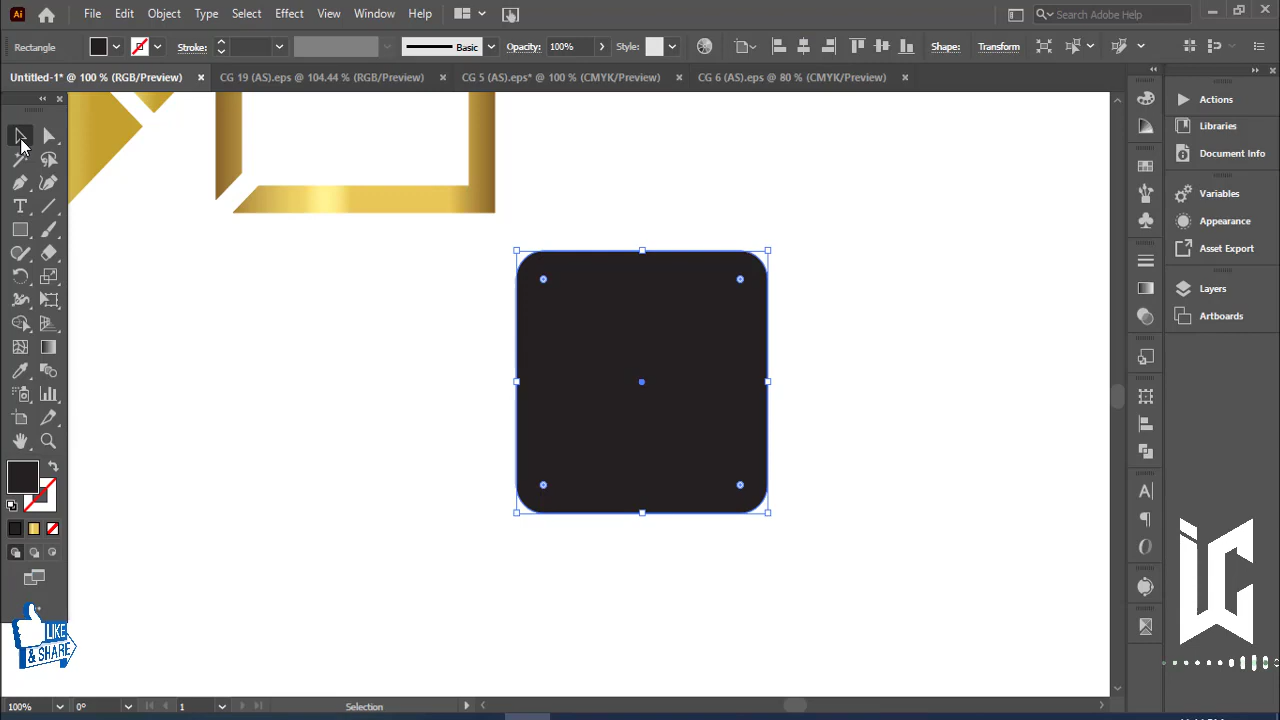 Ai File Edit Object Type Select Effect View Window Help Search Adobe Help
Rectangle Stroke: Basic Opacity: 100% Style: Shape: Transform
Untitled-1* @ 100 % (RGB/Preview) CG 19 (AS).eps @ 104.44 % (RGB/Preview) CG 5 (AS).eps* @ 100 % (CMYK/Preview) CG 6 (AS).eps @ 80 % (CMYK/Preview)
Actions
Libraries
Document Info
Variables
Appearance
Asset Export
Layers
Artboards
LIKE
& SHARE
100% 0° 1 Selection